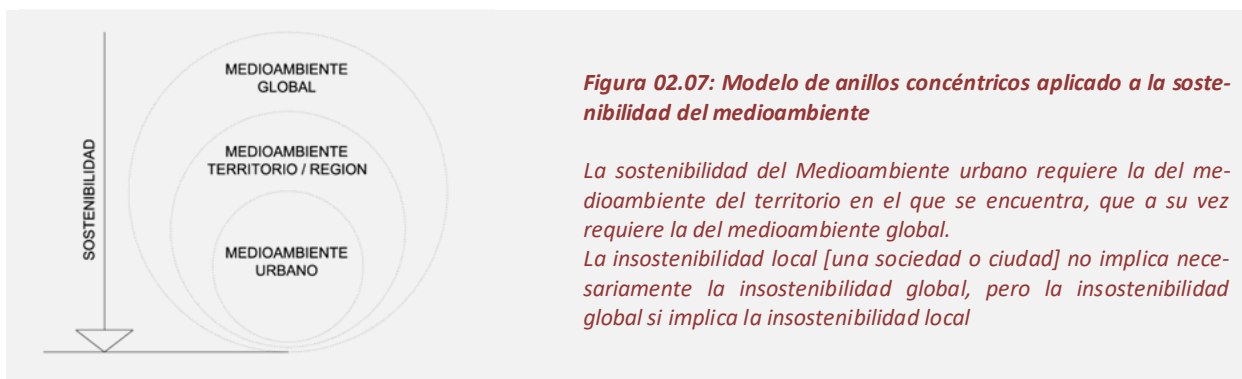 MEDIOAMBIENTE
GLOBAL
MEDIOAMBIENTE
TERRITORIO / REGION
MEDIOAMBIENTE
URBANO
SOSTENIBILIDAD
Figura 02.07: Modelo de anillos concéntricos aplicado a la soste-
nibilidad del medioambiente
La sostenibilidad del Medioambiente urbano requiere la del me-
dioambiente del territorio en el que se encuentra, que a su vez
requiere la del medioambiente global.
La insostenibilidad local [una sociedad o ciudad] no implica nece-
sariamente la insostenibilidad global, pero la insostenibilidad
global si implica la insostenibilidad local